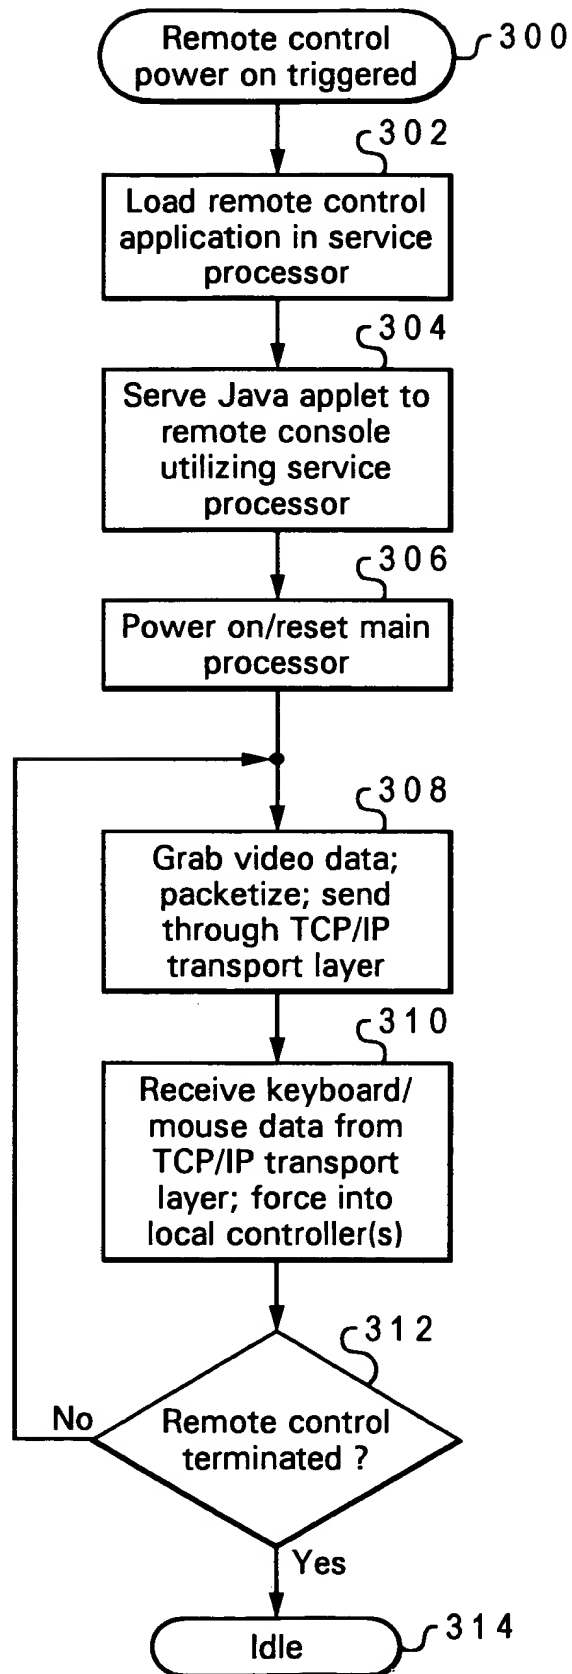 Remote control
power on triggered
300
302
Load remote control
application in service
processor
304
Serve Java applet to
remote console
utilizing service
processor
306
Power on/reset main
processor
308
Grab video data;
packetize; send
through TCP/IP
transport layer
310
Receive keyboard/
mouse data from
TCP/IP transport
layer; force into
local controller(s)
312
No
Remote control
terminated ?
Yes
Idle
314